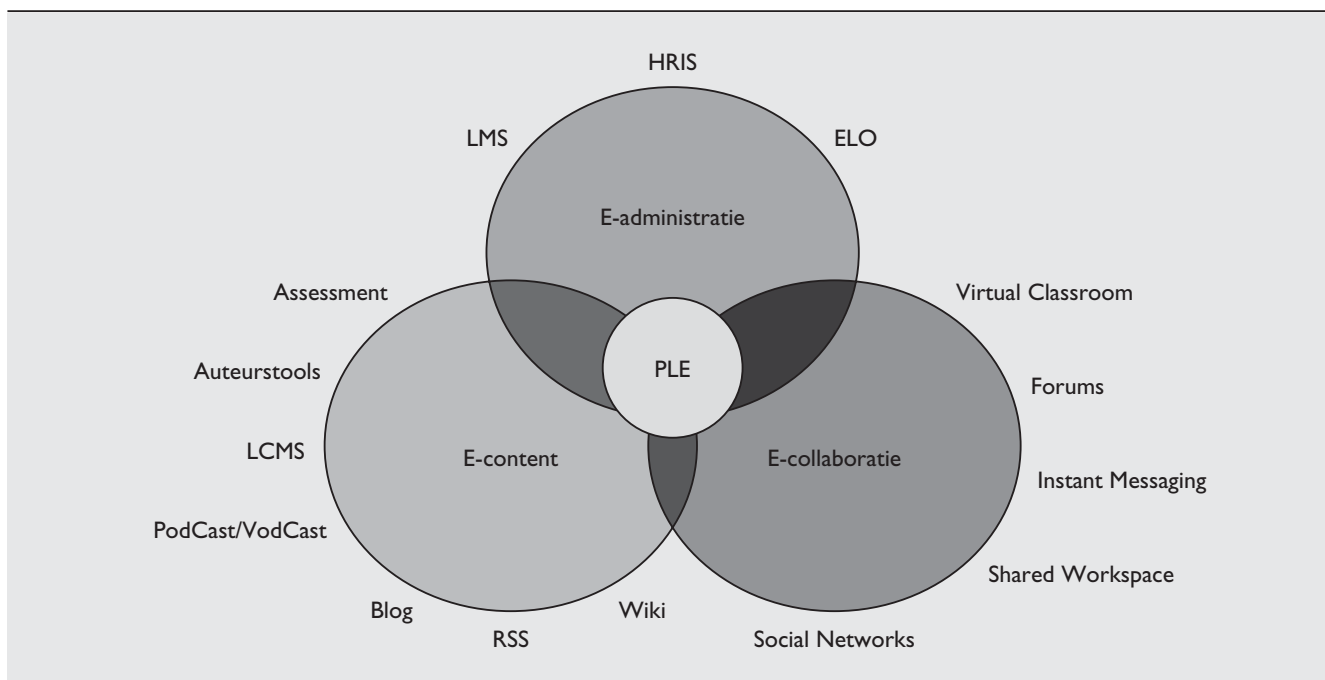 HRIS
LMS
ELO
E-administratie
Assessment
Virtual Classroom
Auteurstools
PLE
Forums
LCMS
E-content
E-collaboratie
Instant Messaging
PodCast/VodCast
Shared Workspace
Blog
Wiki
RSS
Social Networks